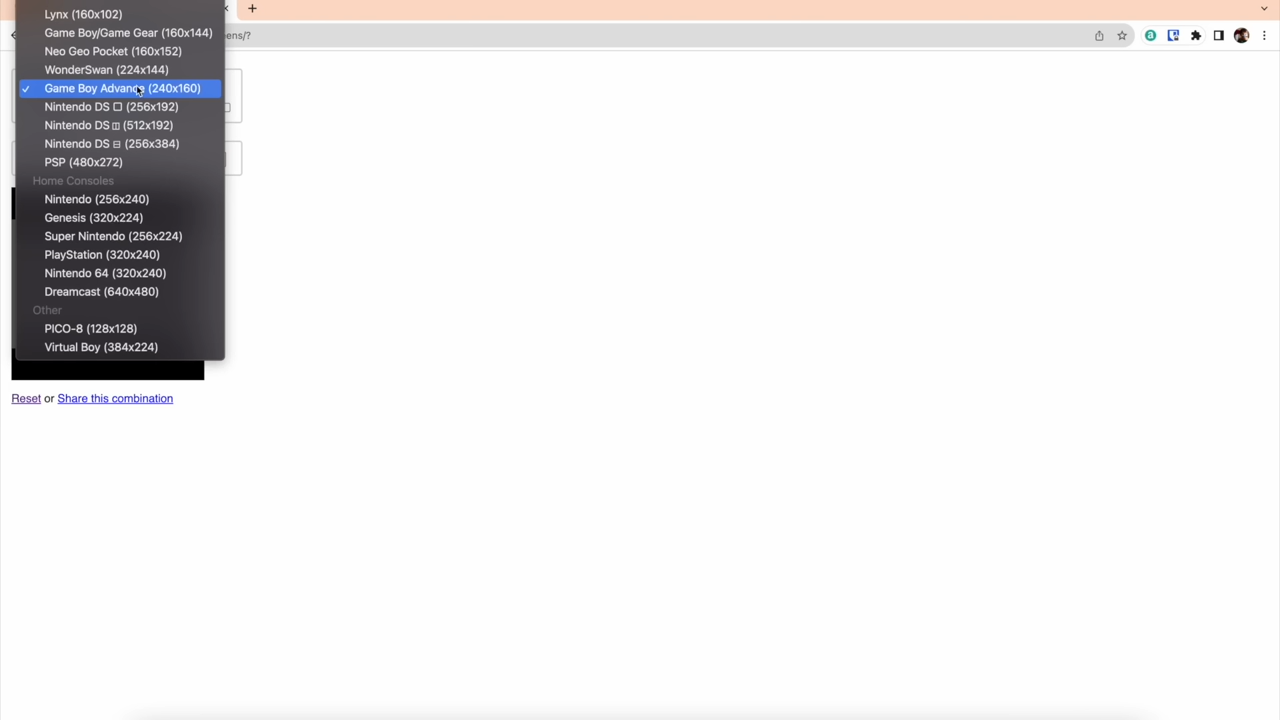 Lynx (160x102)
Game Boy/Game Gear (160x144)
ens/?
Neo Geo Pocket (160x152)
WonderSwan (224x144)
✓ Game Boy Advance (240x160)
Nintendo DS □ (256x192)
Nintendo DS ◫ (512x192)
Nintendo DS ⊟ (256x384)
PSP (480x272)
Home Consoles
Nintendo (256x240)
Genesis (320x224)
Super Nintendo (256x224)
PlayStation (320x240)
Nintendo 64 (320x240)
Dreamcast (640x480)
Other
PICO-8 (128x128)
Virtual Boy (384x224)
Reset or Share this combination